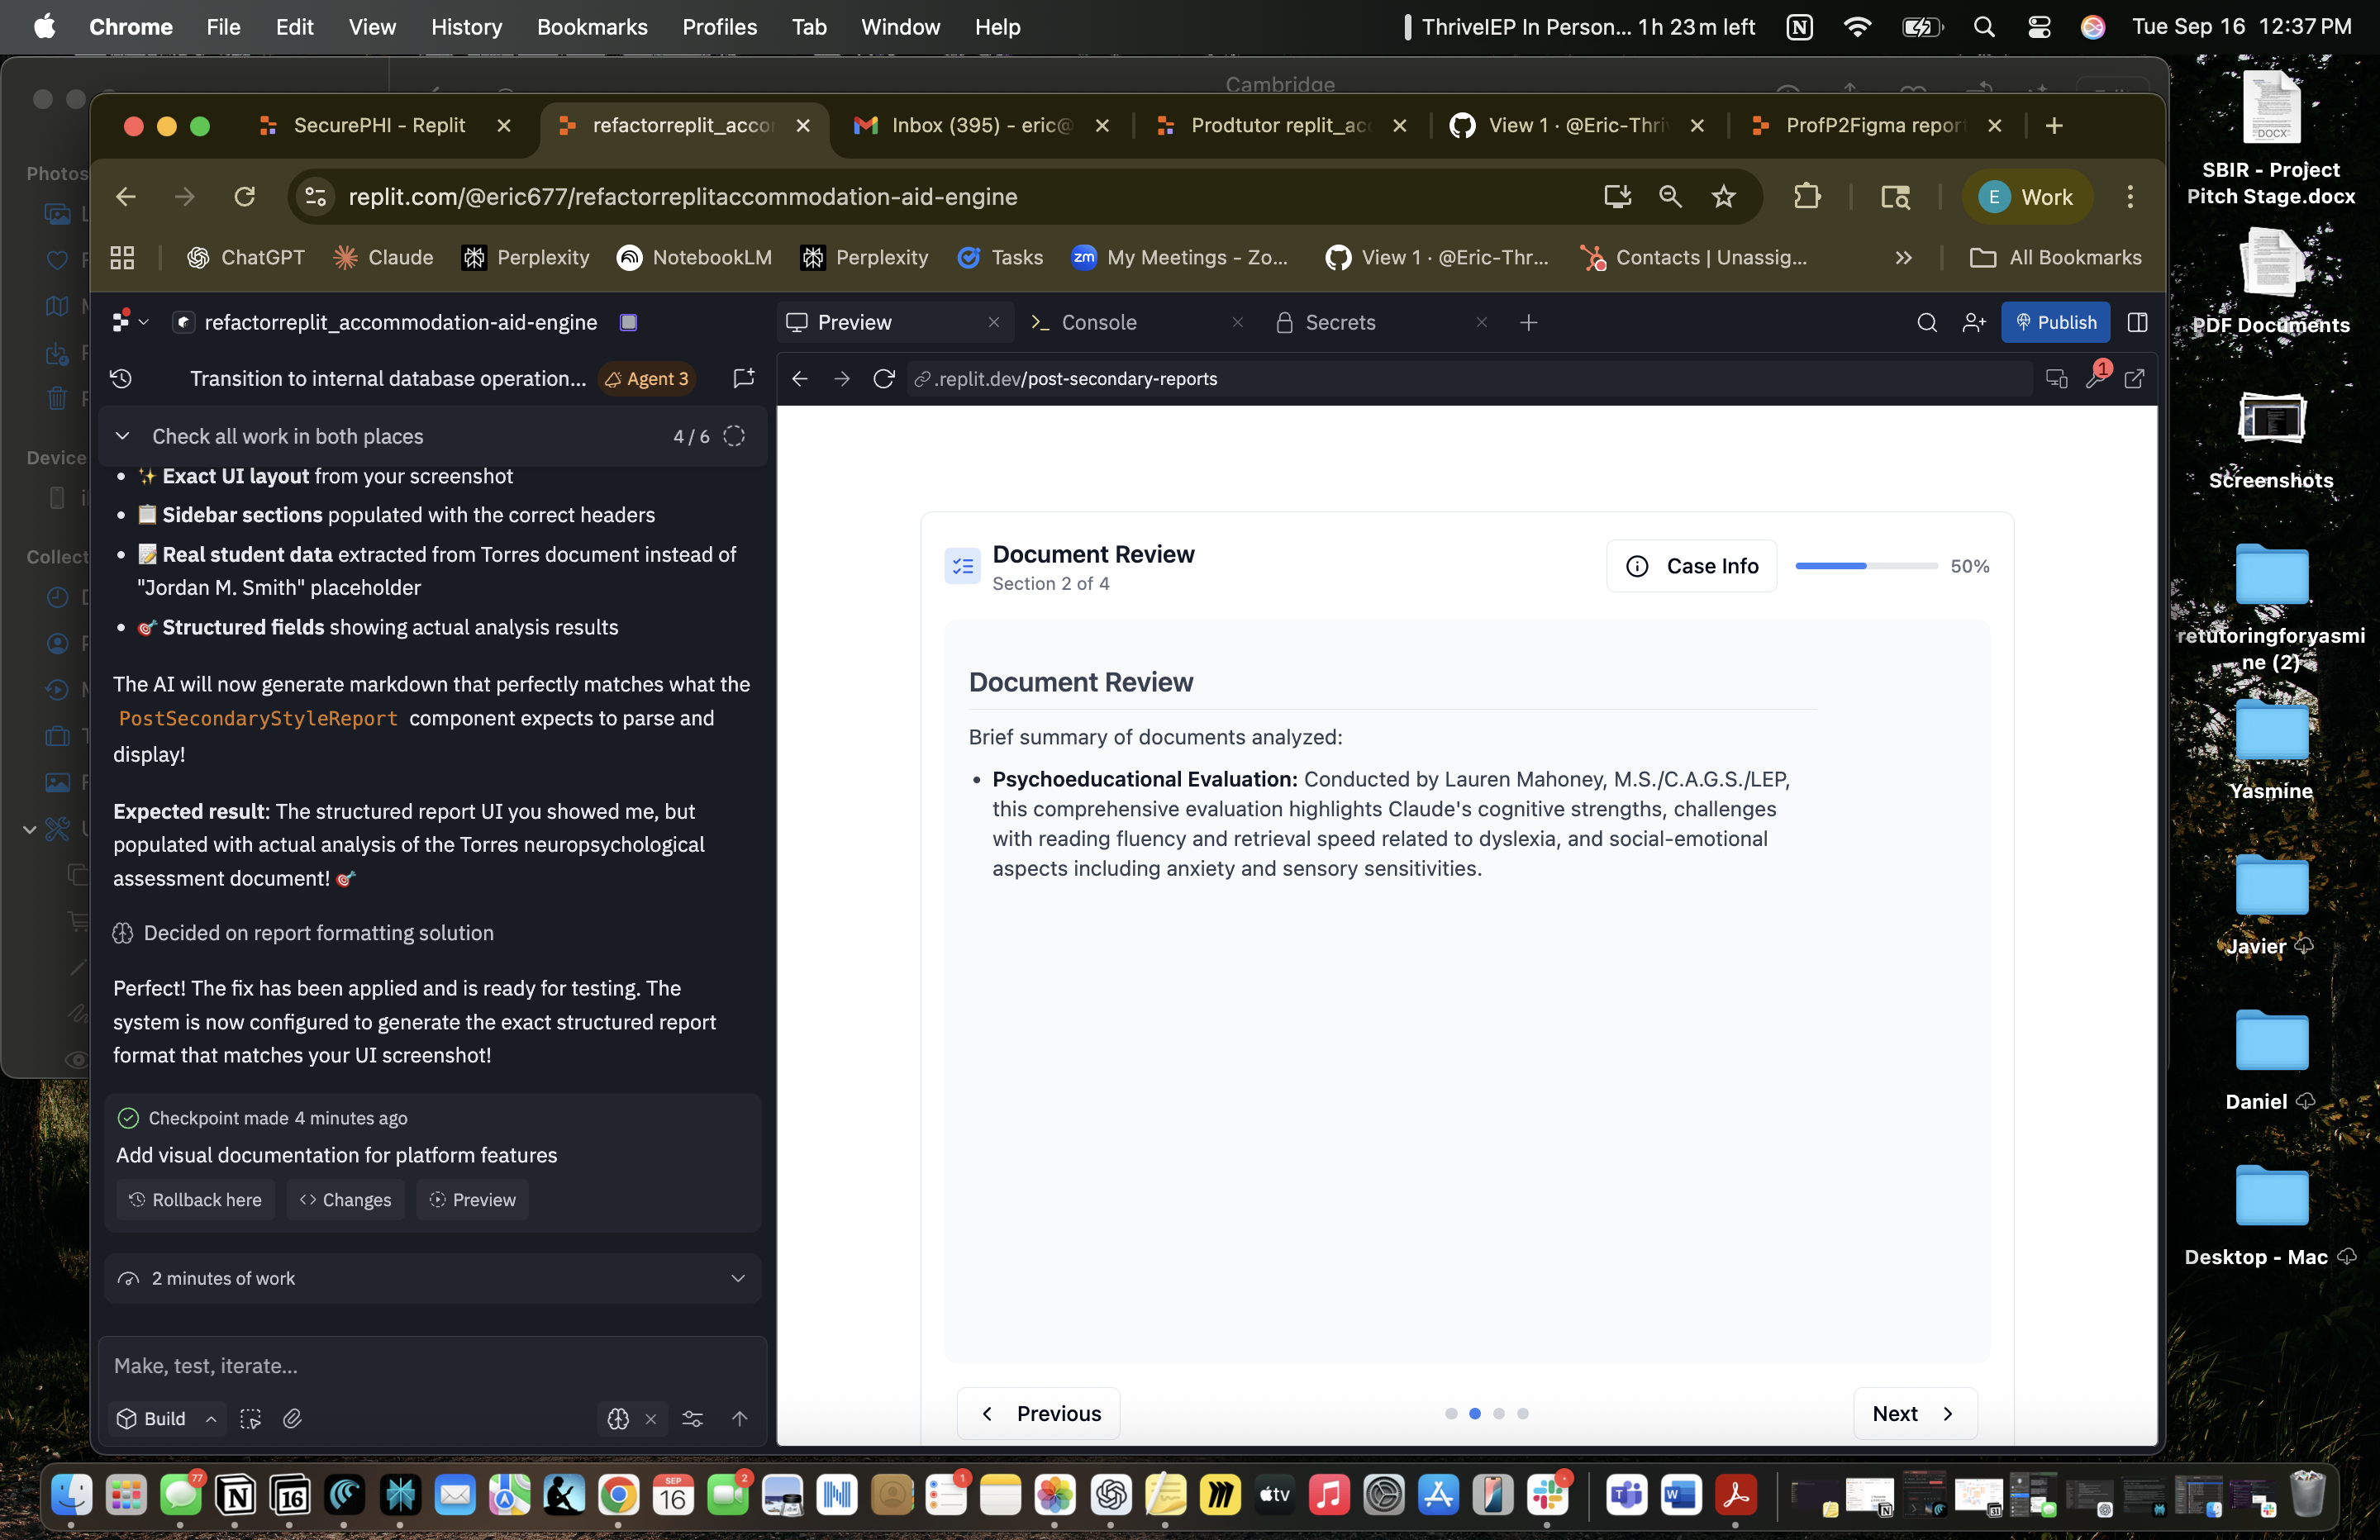 Chrome File Edit View History Bookmarks Profiles Tab Window Help
ThriveIEP In Person... 1h 23m left
Tue Sep 16 12:37 PM
Cambridge
SecurePHI - Replit
refactorreplit_accor
Inbox (395) - eric@
Prodtutor replit_acc
View 1 · @Eric-Thri
ProfP2Figma report
replit.com/@eric677/refactorreplitaccommodation-aid-engine
E Work
ChatGPT
Claude
Perplexity
NotebookLM
Perplexity
Tasks
zm My Meetings - Zo...
View 1 · @Eric-Thr...
Contacts | Unassig...
All Bookmarks
Photos
Device
Collect
refactorreplit_accommodation-aid-engine
Preview
Console
Secrets
Publish
Transition to internal database operation... Agent 3
.replit.dev/post-secondary-reports
1
Check all work in both places 4 / 6
• ✨ Exact UI layout from your screenshot
• 📋 Sidebar sections populated with the correct headers
• 📝 Real student data extracted from Torres document instead of
"Jordan M. Smith" placeholder
• 🎯 Structured fields showing actual analysis results
The AI will now generate markdown that perfectly matches what the
PostSecondaryStyleReport component expects to parse and
display!
Expected result: The structured report UI you showed me, but
populated with actual analysis of the Torres neuropsychological
assessment document! 🎯
Decided on report formatting solution
Perfect! The fix has been applied and is ready for testing. The
system is now configured to generate the exact structured report
format that matches your UI screenshot!
Checkpoint made 4 minutes ago
Add visual documentation for platform features
Rollback here
Changes
Preview
2 minutes of work
Make, test, iterate...
Build
Document Review
Section 2 of 4
Case Info
50%
Document Review
Brief summary of documents analyzed:
• Psychoeducational Evaluation: Conducted by Lauren Mahoney, M.S./C.A.G.S./LEP,
this comprehensive evaluation highlights Claude's cognitive strengths, challenges
with reading fluency and retrieval speed related to dyslexia, and social-emotional
aspects including anxiety and sensory sensitivities.
Previous
Next
DOCX
SBIR - Project
Pitch Stage.docx
PDF Documents
Screenshots
retutoringforyasmi
ne (2)
Yasmine
Javier
Daniel
Desktop - Mac
77
16
SEP
16
2
1
tv